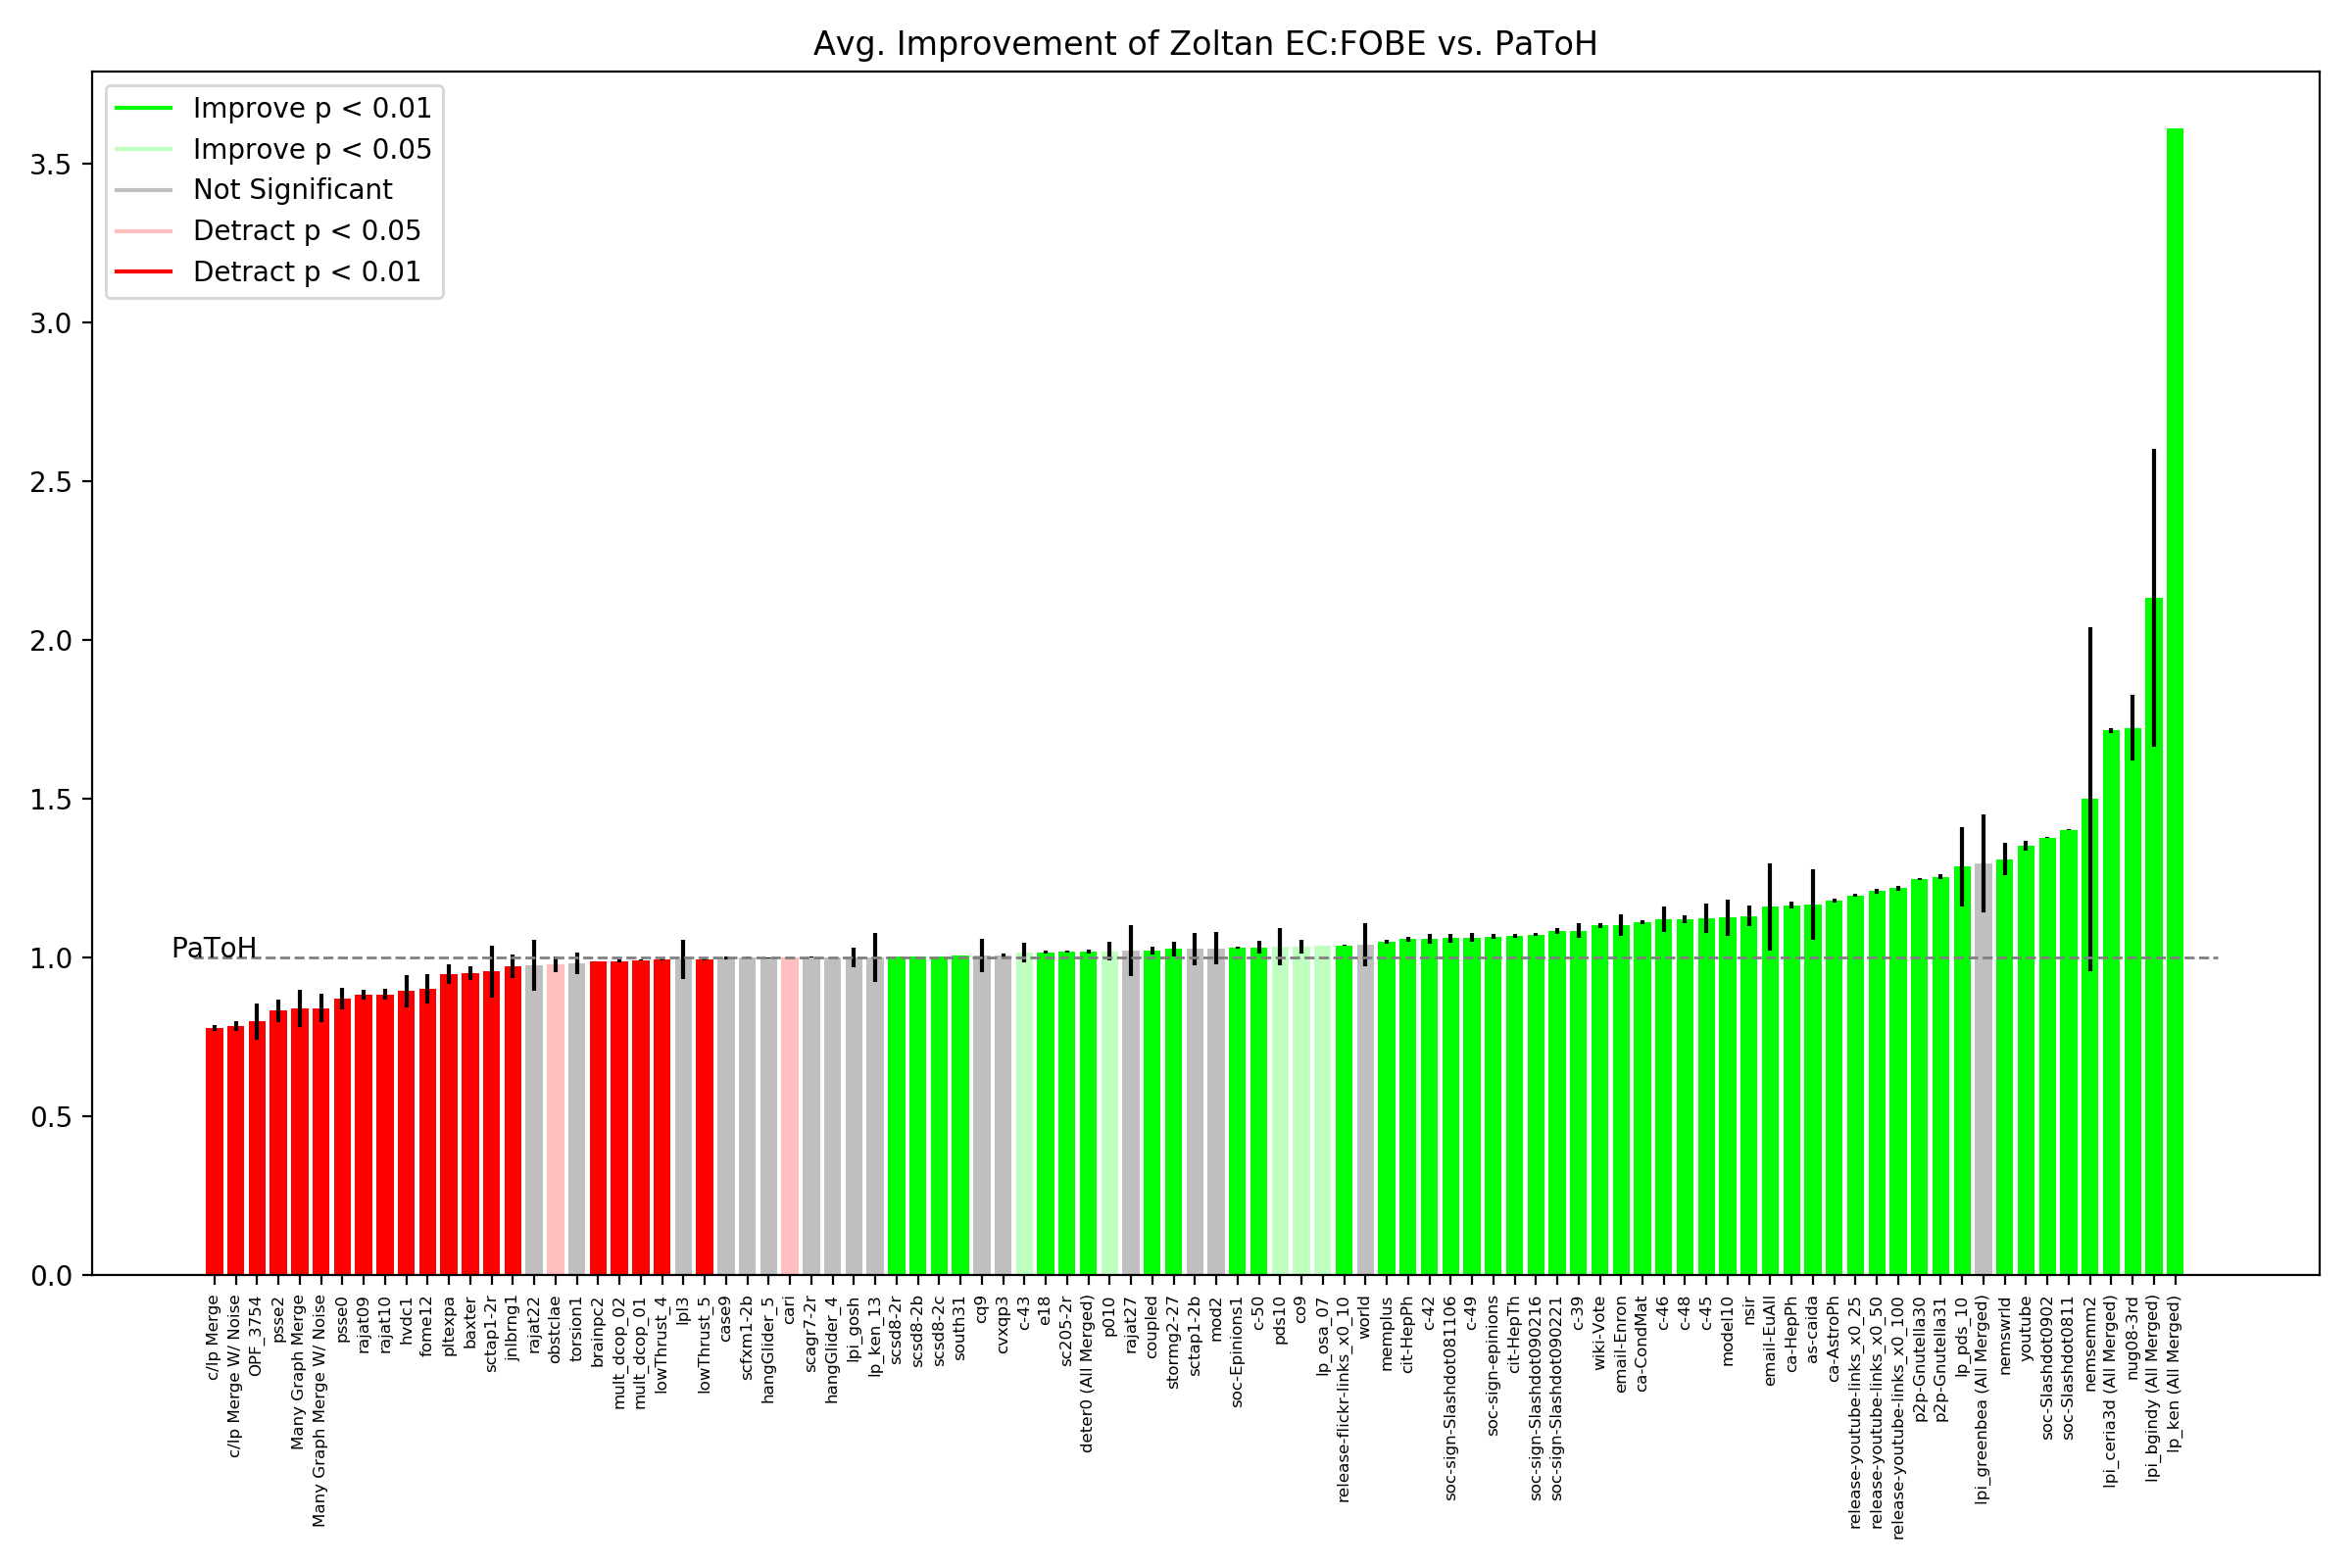 Avg. Improvement of Zoltan EC:FOBE vs. PaToH
Improve p < 0.01
Improve p < 0.05
Not Significant
Detract p < 0.05
Detract p < 0.01
3.5
3.0
2.5
2.0
1.5
1.0
0.5
0.0
PaToH
c/lp Merge
c/lp Merge W/ Noise
OPF_3754
psse2
Many Graph Merge
Many Graph Merge W/ Noise
psse0
rajat09
rajat10
hvdc1
fome12
pltexpa
baxter
sctap1-2r
jnlbrng1
rajat22
obstclae
torsion1
brainpc2
mult_dcop_02
mult_dcop_01
lowThrust_4
lpl3
lowThrust_5
case9
scfxm1-2b
hangGlider_5
cari
scagr7-2r
hangGlider_4
lpi_gosh
lp_ken_13
scsd8-2r
scsd8-2b
scsd8-2c
south31
cq9
cvxqp3
c-43
e18
sc205-2r
deter0 (All Merged)
p010
rajat27
coupled
stormg2-27
sctap1-2b
mod2
soc-Epinions1
c-50
pds10
co9
lp_osa_07
release-flickr-links_x0_10
world
memplus
cit-HepPh
c-42
soc-sign-Slashdot081106
c-49
soc-sign-epinions
cit-HepTh
soc-sign-Slashdot090216
soc-sign-Slashdot090221
c-39
wiki-Vote
email-Enron
ca-CondMat
c-46
c-48
c-45
model10
nsir
email-EuAll
ca-HepPh
as-caida
ca-AstroPh
release-youtube-links_x0_25
release-youtube-links_x0_50
release-youtube-links_x0_100
p2p-Gnutella30
p2p-Gnutella31
lp_pds_10
lpi_greenbea (All Merged)
nemswrld
youtube
soc-Slashdot0902
soc-Slashdot0811
nemsemm2
lpi_ceria3d (All Merged)
nug08-3rd
lpi_bgindy (All Merged)
lp_ken (All Merged)